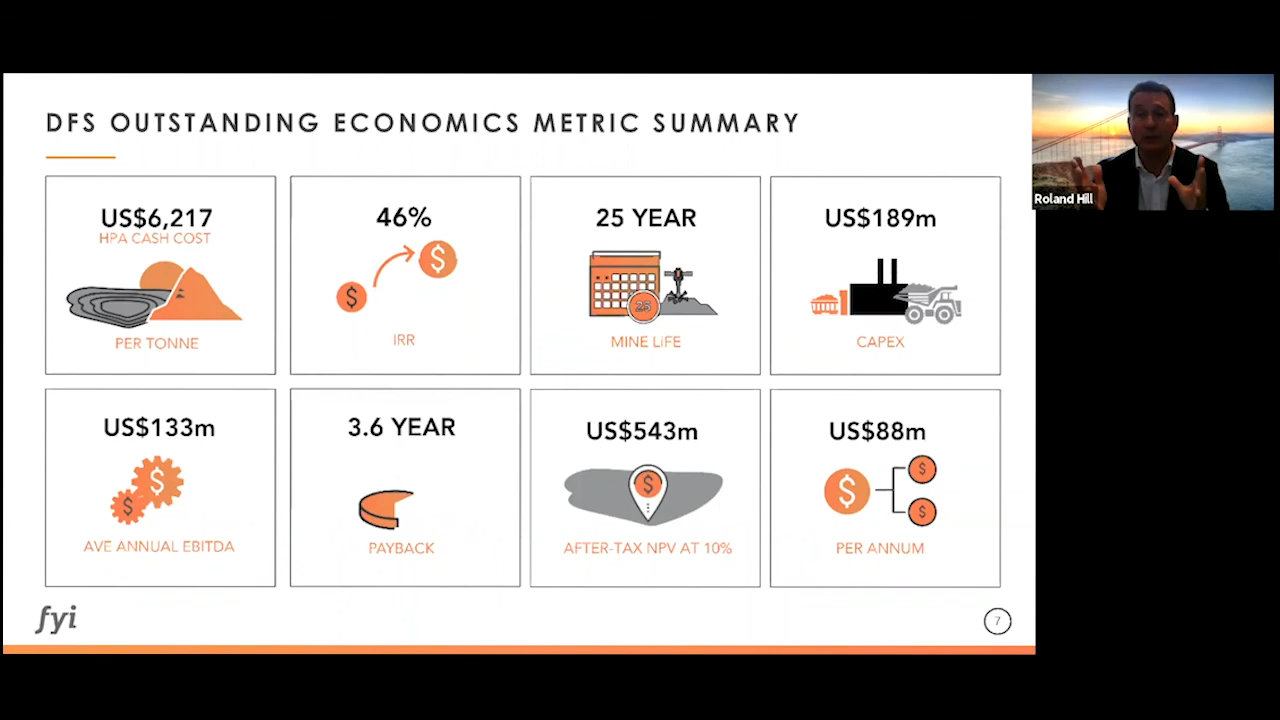 DFS OUTSTANDING ECONOMICS METRIC SUMMARY
Roland Hill
US$6,217
HPA CASH COST
PER TONNE
46%
IRR
25 YEAR
25
MINE LIFE
US$189m
CAPEX
US$133m
AVE ANNUAL EBITDA
3.6 YEAR
PAYBACK
US$543m
AFTER-TAX NPV AT 10%
US$88m
PER ANNUM
fyi
7